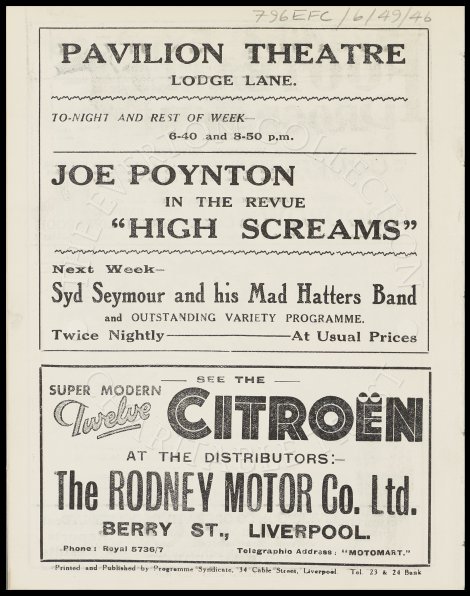 796EFC/6/49/46
PAVILION THEATRE
LODGE LANE.
TO-NIGHT AND REST OF WEEK—
6-40 and 8-50 p.m.
JOE POYNTON
IN THE REVUE
"HIGH SCREAMS"
Next Week—
Syd Seymour and his Mad Hatters Band
and OUTSTANDING VARIETY PROGRAMME.
Twice Nightly———At Usual Prices
— SEE THE —
SUPER MODERN
Twelve CITROËN
AT THE DISTRIBUTORS:-
The RODNEY MOTOR Co. Ltd.
BERRY ST., LIVERPOOL.
Phone: Royal 5736/7 Telegraphic Address: "MOTOMART."
Printed and Published by Programme Syndicate, 34 Cable Street, Liverpool. Tel. 23 & 24 Bank
THE EVERTON COLLECTION
CHARITABLE